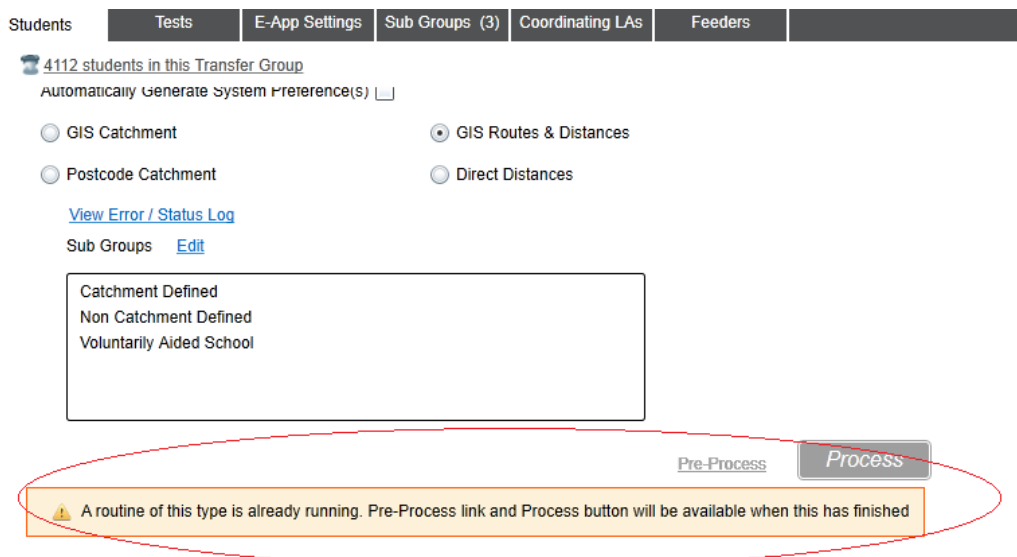 Students Tests E-App Settings Sub Groups (3) Coordinating LAs Feeders
4112 students in this Transfer Group
Automatically Generate System Preference(s)
GIS Catchment GIS Routes & Distances
Postcode Catchment Direct Distances
View Error / Status Log
Sub Groups Edit
Catchment Defined
Non Catchment Defined
Voluntarily Aided School
Pre-Process Process
A routine of this type is already running. Pre-Process link and Process button will be available when this has finished